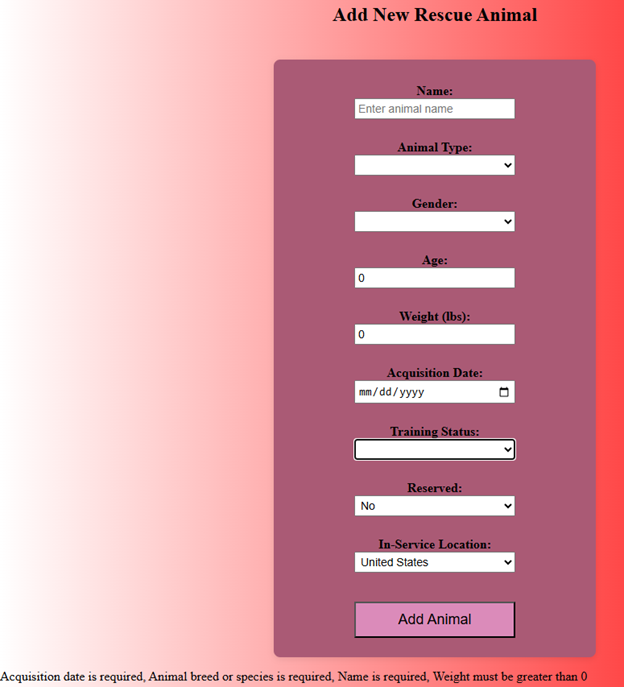 Add New Rescue Animal
Name:
Enter animal name
Animal Type:
Gender:
Age:
0
Weight (lbs):
0
Acquisition Date:
mm/dd/yyyy
Training Status:
Reserved:
No
In-Service Location:
United States
Add Animal
Acquisition date is required, Animal breed or species is required, Name is required, Weight must be greater than 0